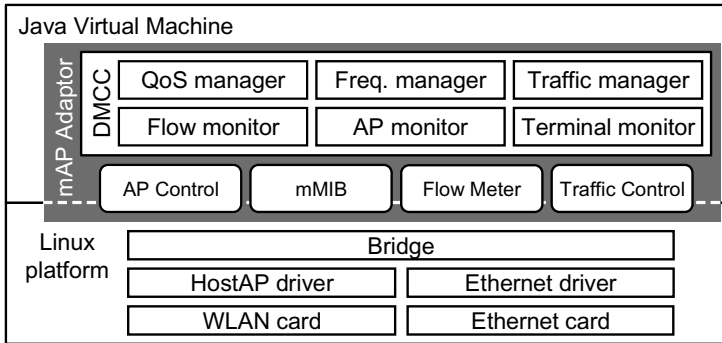 Java Virtual Machine
mAP Adaptor
DMCC
QoS manager
Freq. manager
Traffic manager
Flow monitor
AP monitor
Terminal monitor
AP Control
mMIB
Flow Meter
Traffic Control
Linux
platform
Bridge
HostAP driver
Ethernet driver
WLAN card
Ethernet card